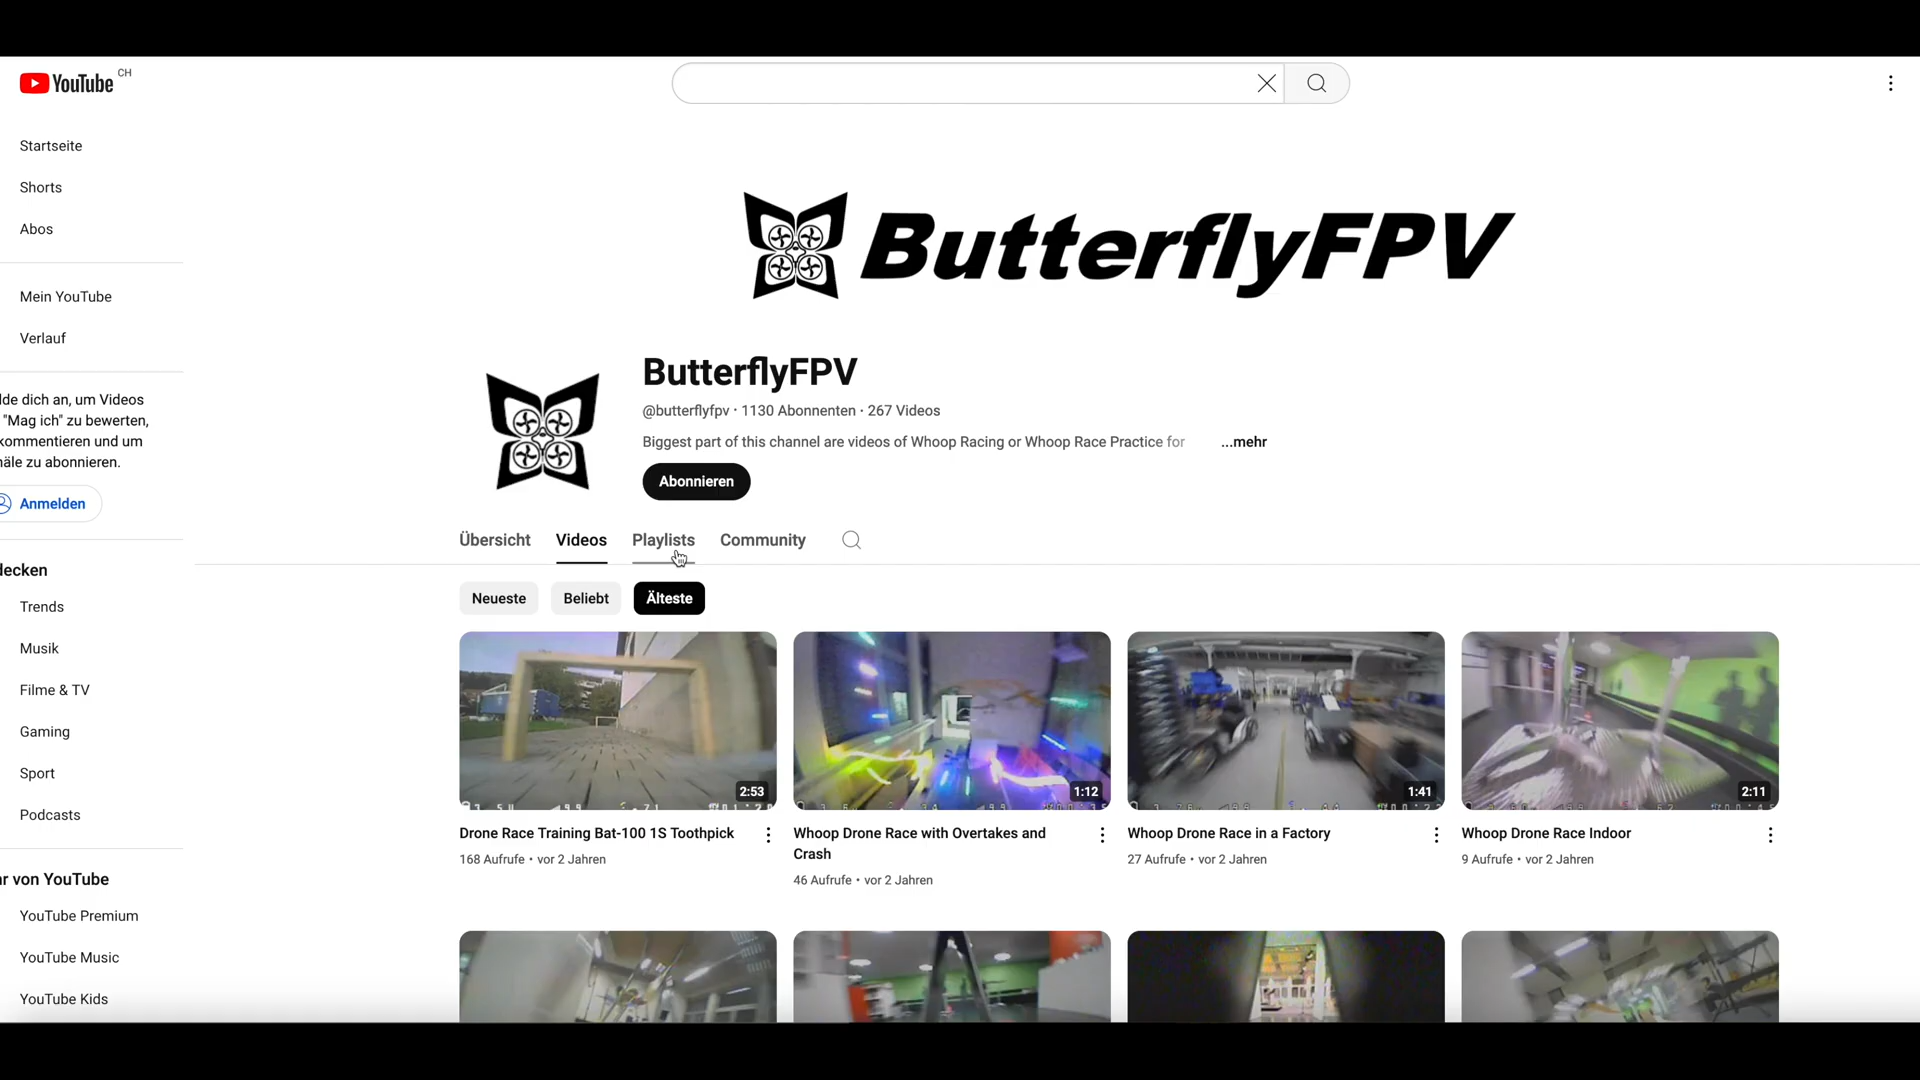 YouTube CH
Startseite
Shorts
Abos
Mein YouTube
Verlauf
lde dich an, um Videos
"Mag ich" zu bewerten,
kommentieren und um
äle zu abonnieren.
Anmelden
decken
Trends
Musik
Filme & TV
Gaming
Sport
Podcasts
r von YouTube
YouTube Premium
YouTube Music
YouTube Kids
ButterflyFPV
ButterflyFPV
@butterflyfpv · 1130 Abonnenten · 267 Videos
Biggest part of this channel are videos of Whoop Racing or Whoop Race Practice for ...mehr
Abonnieren
Übersicht Videos Playlists Community
Neueste Beliebt Älteste
2:53 1:12 1:41 2:11
Drone Race Training Bat-100 1S Toothpick
168 Aufrufe • vor 2 Jahren
Whoop Drone Race with Overtakes and
Crash
46 Aufrufe • vor 2 Jahren
Whoop Drone Race in a Factory
27 Aufrufe • vor 2 Jahren
Whoop Drone Race Indoor
9 Aufrufe • vor 2 Jahren